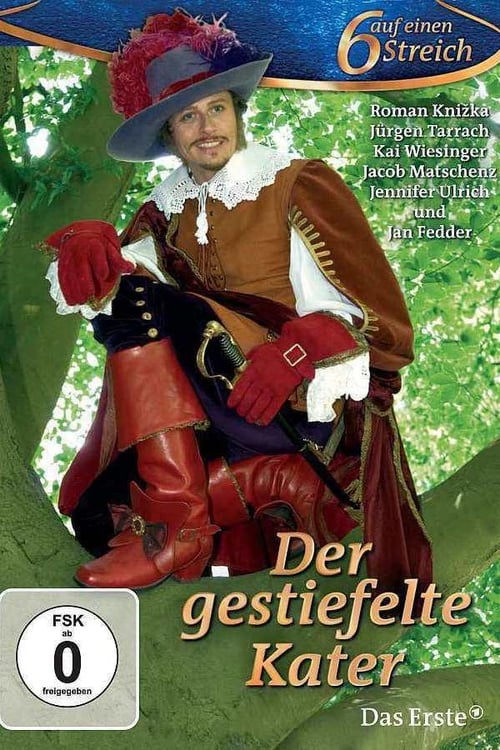 6 auf einen
Streich
Roman Knižka
Jürgen Tarrach
Kai Wiesinger
Jacob Matschenz
Jennifer Ulrich
und
Jan Fedder
Der
gestiefelte
Kater
FSK
ab
0
freigegeben
Das Erste